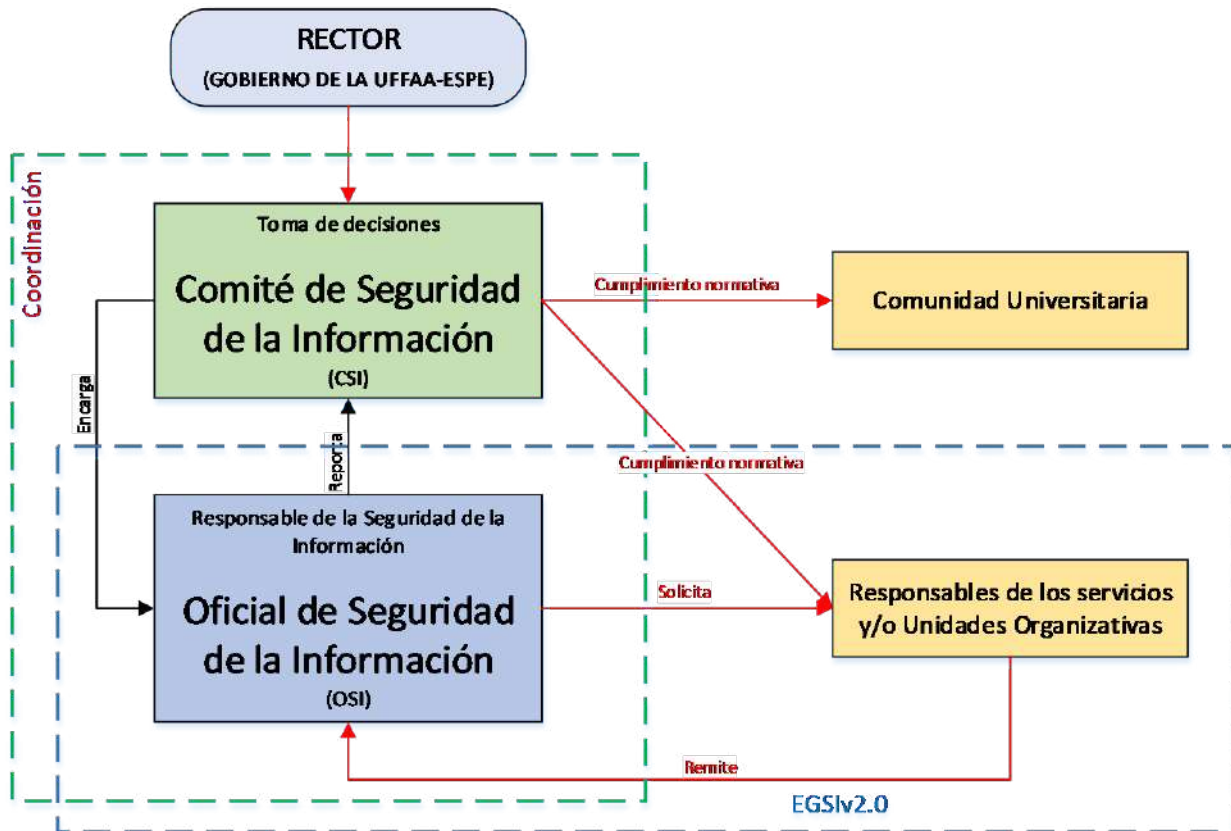 RECTOR
(GOBIERNO DE LA UFFAA-ESPE)
Coordinación
Toma de decisiones
Comité de Seguridad
de la Información
(CSI)
Cumplimiento normativa
Comunidad Universitaria
Encarga
Reporta
Cumplimiento normativa
Responsable de la Seguridad de la
Información
Oficial de Seguridad
de la Información
(OSI)
Solicita
Responsables de los servicios
y/o Unidades Organizativas
Remite
EGSIv2.0